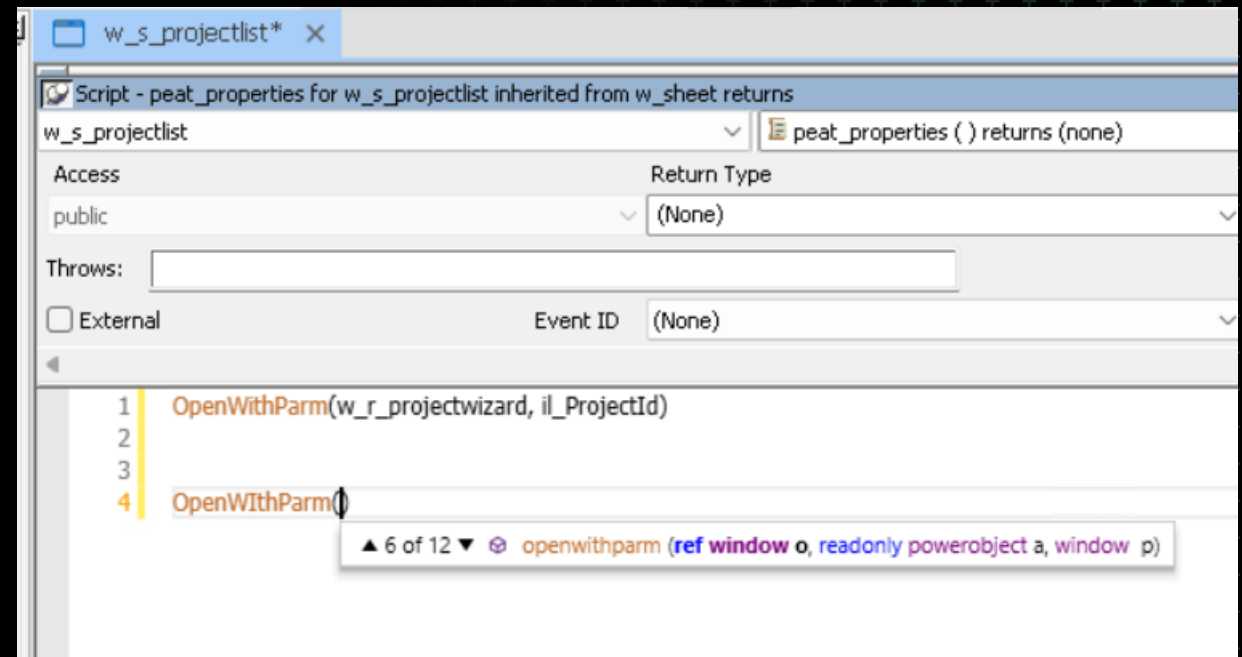 w_s_projectlist* ×
Script - peat_properties for w_s_projectlist inherited from w_sheet returns
w_s_projectlist peat_properties ( ) returns (none)
Access Return Type
public (None)
Throws:
External Event ID (None)
1 OpenWithParm(w_r_projectwizard, il_ProjectId)
2
3
4 OpenWIthParm()
▲ 6 of 12 ▼ openwithparm (ref window o, readonly powerobject a, window p)